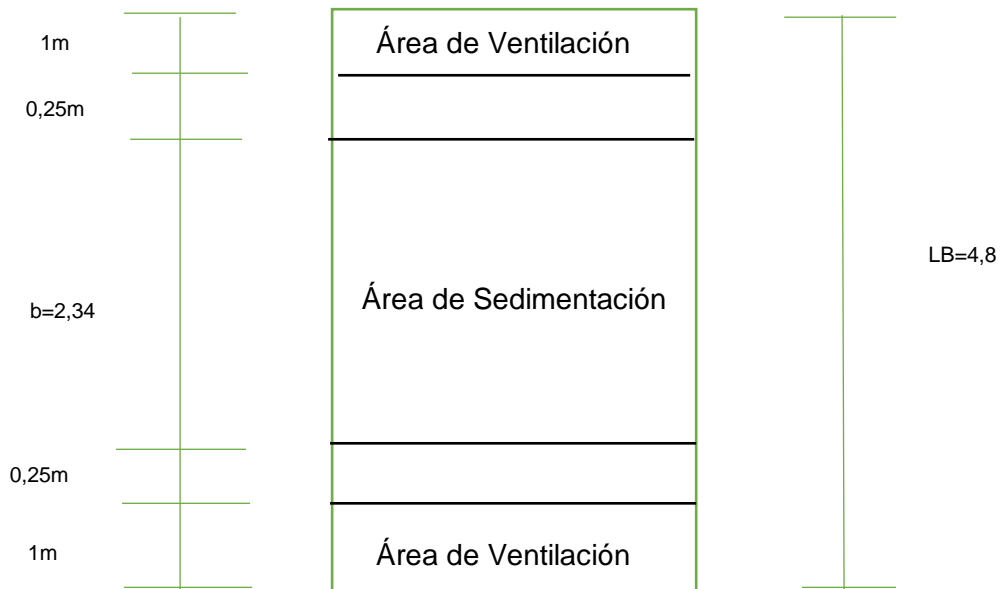 1m
Área de Ventilación
0,25m
LB=4,8
b=2,34
Área de Sedimentación
0,25m
1m
Área de Ventilación